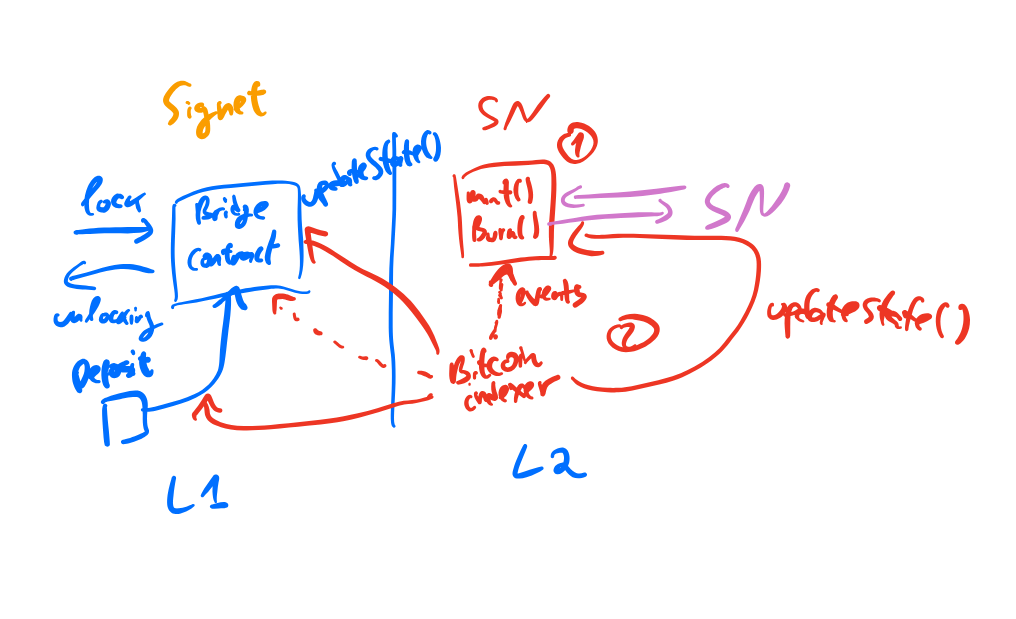 Signet
SN
1
updateState()
lock
Bridge
contract
mint()
Burn()
SN
unlocking
events
updateState()
2
Deposit
Bitcoin
indexer
L1
L2